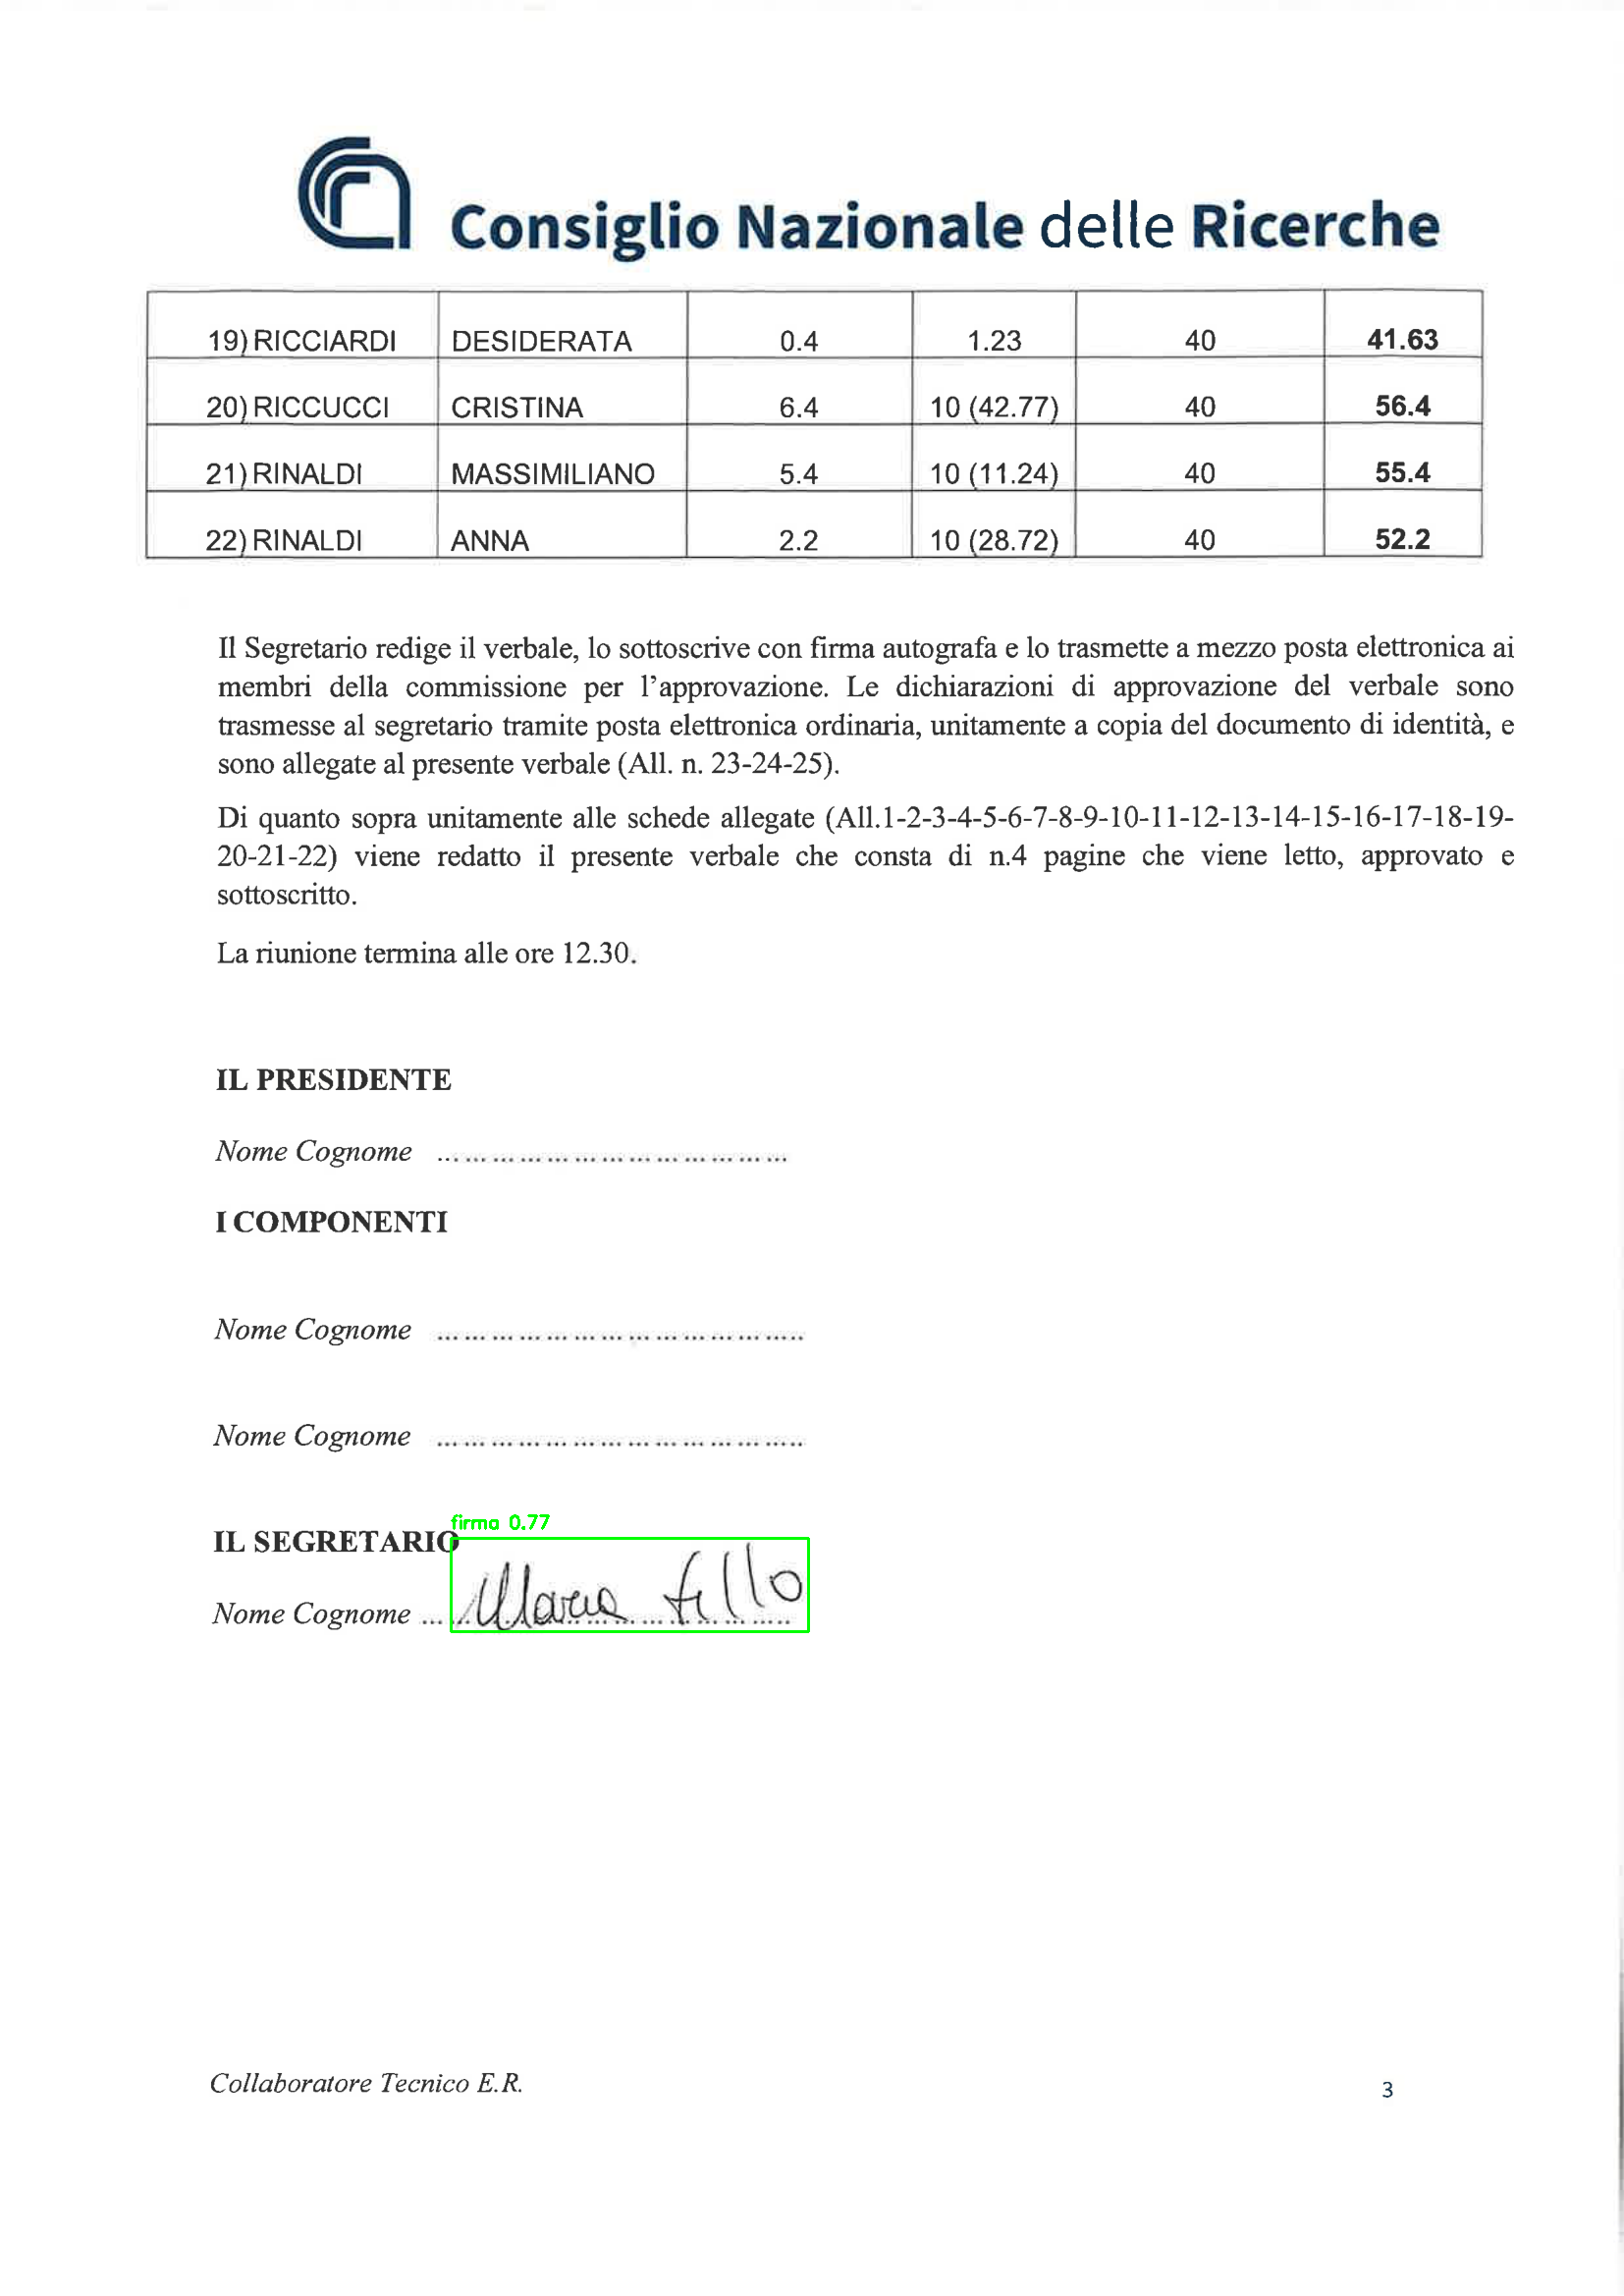 Consiglio Nazionale delle Ricerche
19) RICCIARDI DESIDERATA 0.4 1.23 40 41.63
20) RICCUCCI CRISTINA 6.4 10 (42.77) 40 56.4
21) RINALDI MASSIMILIANO 5.4 10 (11.24) 40 55.4
22) RINALDI ANNA 2.2 10 (28.72) 40 52.2
Il Segretario redige il verbale, lo sottoscrive con firma autografa e lo trasmette a mezzo posta elettronica ai
membri della commissione per l'approvazione. Le dichiarazioni di approvazione del verbale sono
trasmesse al segretario tramite posta elettronica ordinaria, unitamente a copia del documento di identità, e
sono allegate al presente verbale (All. n. 23-24-25).
Di quanto sopra unitamente alle schede allegate (All.1-2-3-4-5-6-7-8-9-10-11-12-13-14-15-16-17-18-19-
20-21-22) viene redatto il presente verbale che consta di n.4 pagine che viene letto, approvato e
sottoscritto.
La riunione termina alle ore 12.30.
IL PRESIDENTE
Nome Cognome .......................................
I COMPONENTI
Nome Cognome .........................................
Nome Cognome .........................................
firma 0.77
IL SEGRETARIO
Nome Cognome ... Maria
Collaboratore Tecnico E.R.
3